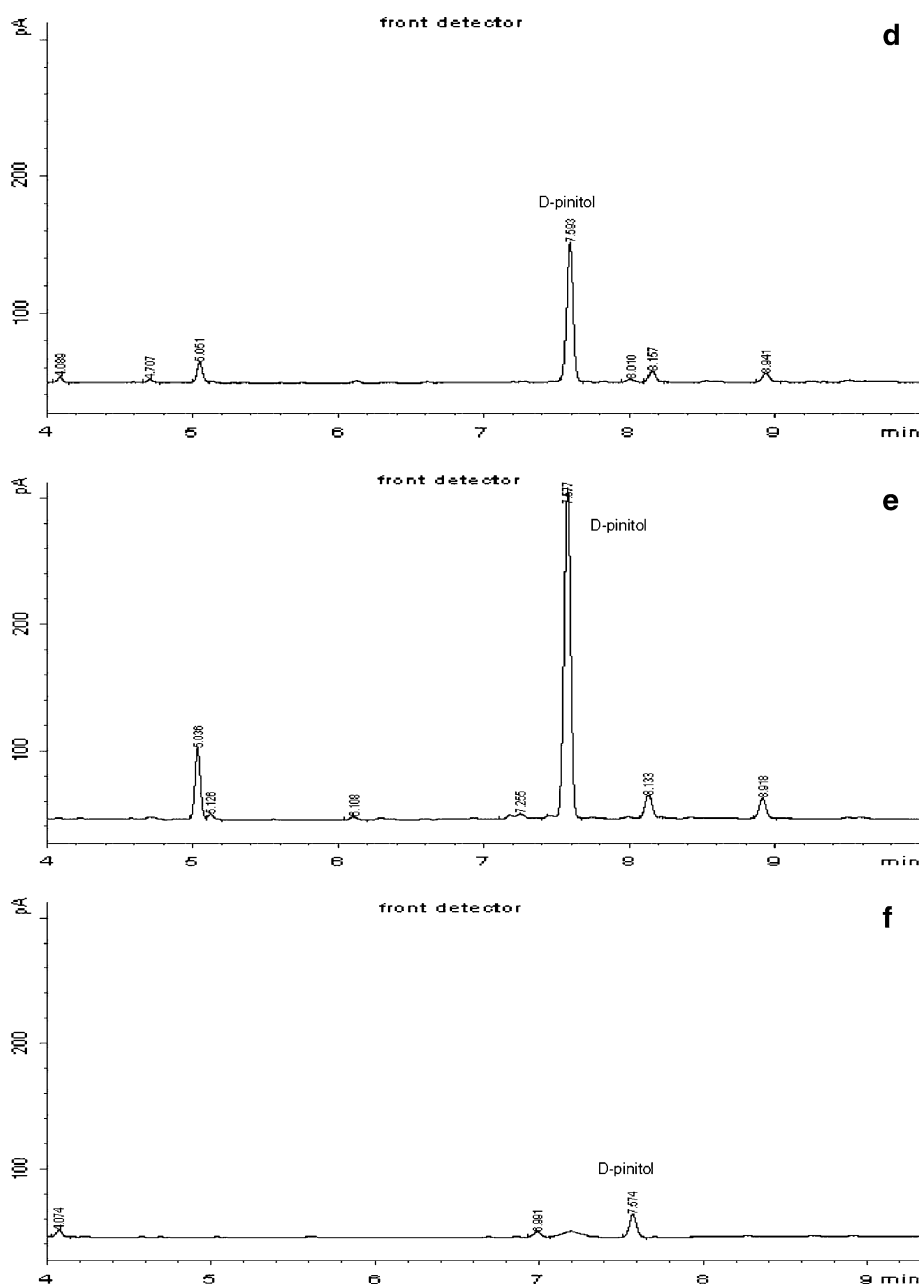 front detector
d
pA
200
100
D-pinitol
4.089
4.707
5.051
7.593
8.010
8.157
8.941
4 5 6 7 8 9 min
front detector
e
pA
200
100
D-pinitol
5.036
5.126
6.108
7.255
7.577
8.133
8.918
4 5 6 7 8 9 min
front detector
f
pA
200
100
D-pinitol
4.074
6.991
7.574
4 5 6 7 8 9 min